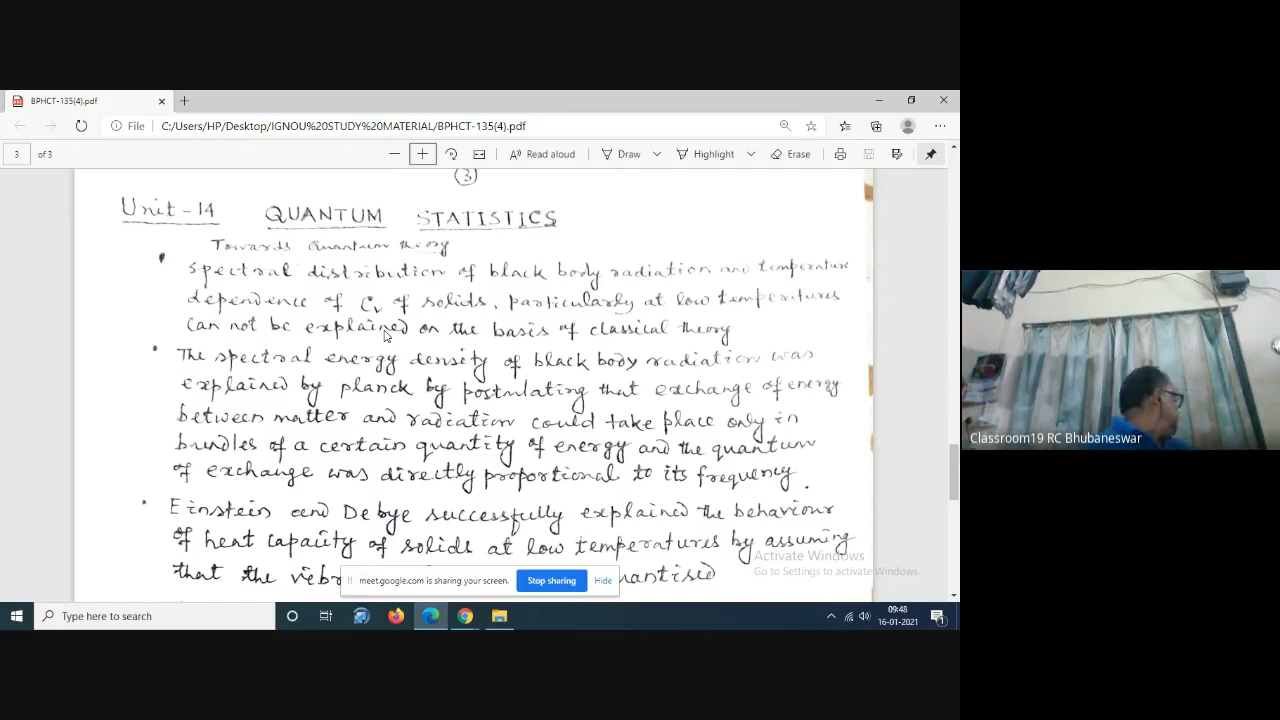 BPHCT-135(4).pdf
File
C:/Users/HP/Desktop/IGNOU%20STUDY%20MATERIAL/BPHCT-135(4).pdf
3 of 3
Read aloud
Draw
Highlight
Erase
3
Unit-14 QUANTUM STATISTICS
Towards Quantum theory
Spectral distribution of black body radiation and temperature
dependence of Cv of solids, particularly at low temperatures
can not be explained on the basis of classical theory
The spectral energy density of black body radiation was
explained by planck by postulating that exchange of energy
between matter and radiation could take place only in
bundles of a certain quantity of energy and the quantum
of exchange was directly proportional to its frequency.
Einstein and Debye successfully explained the behaviour
of heat capacity of solids at low temperatures by assuming
that the
Activate Windows
Go to Settings to activate Windows.
meet.google.com is sharing your screen.
Stop sharing
Hide
Type here to search
09:48
16-01-2021
Classroom19 RC Bhubaneswar